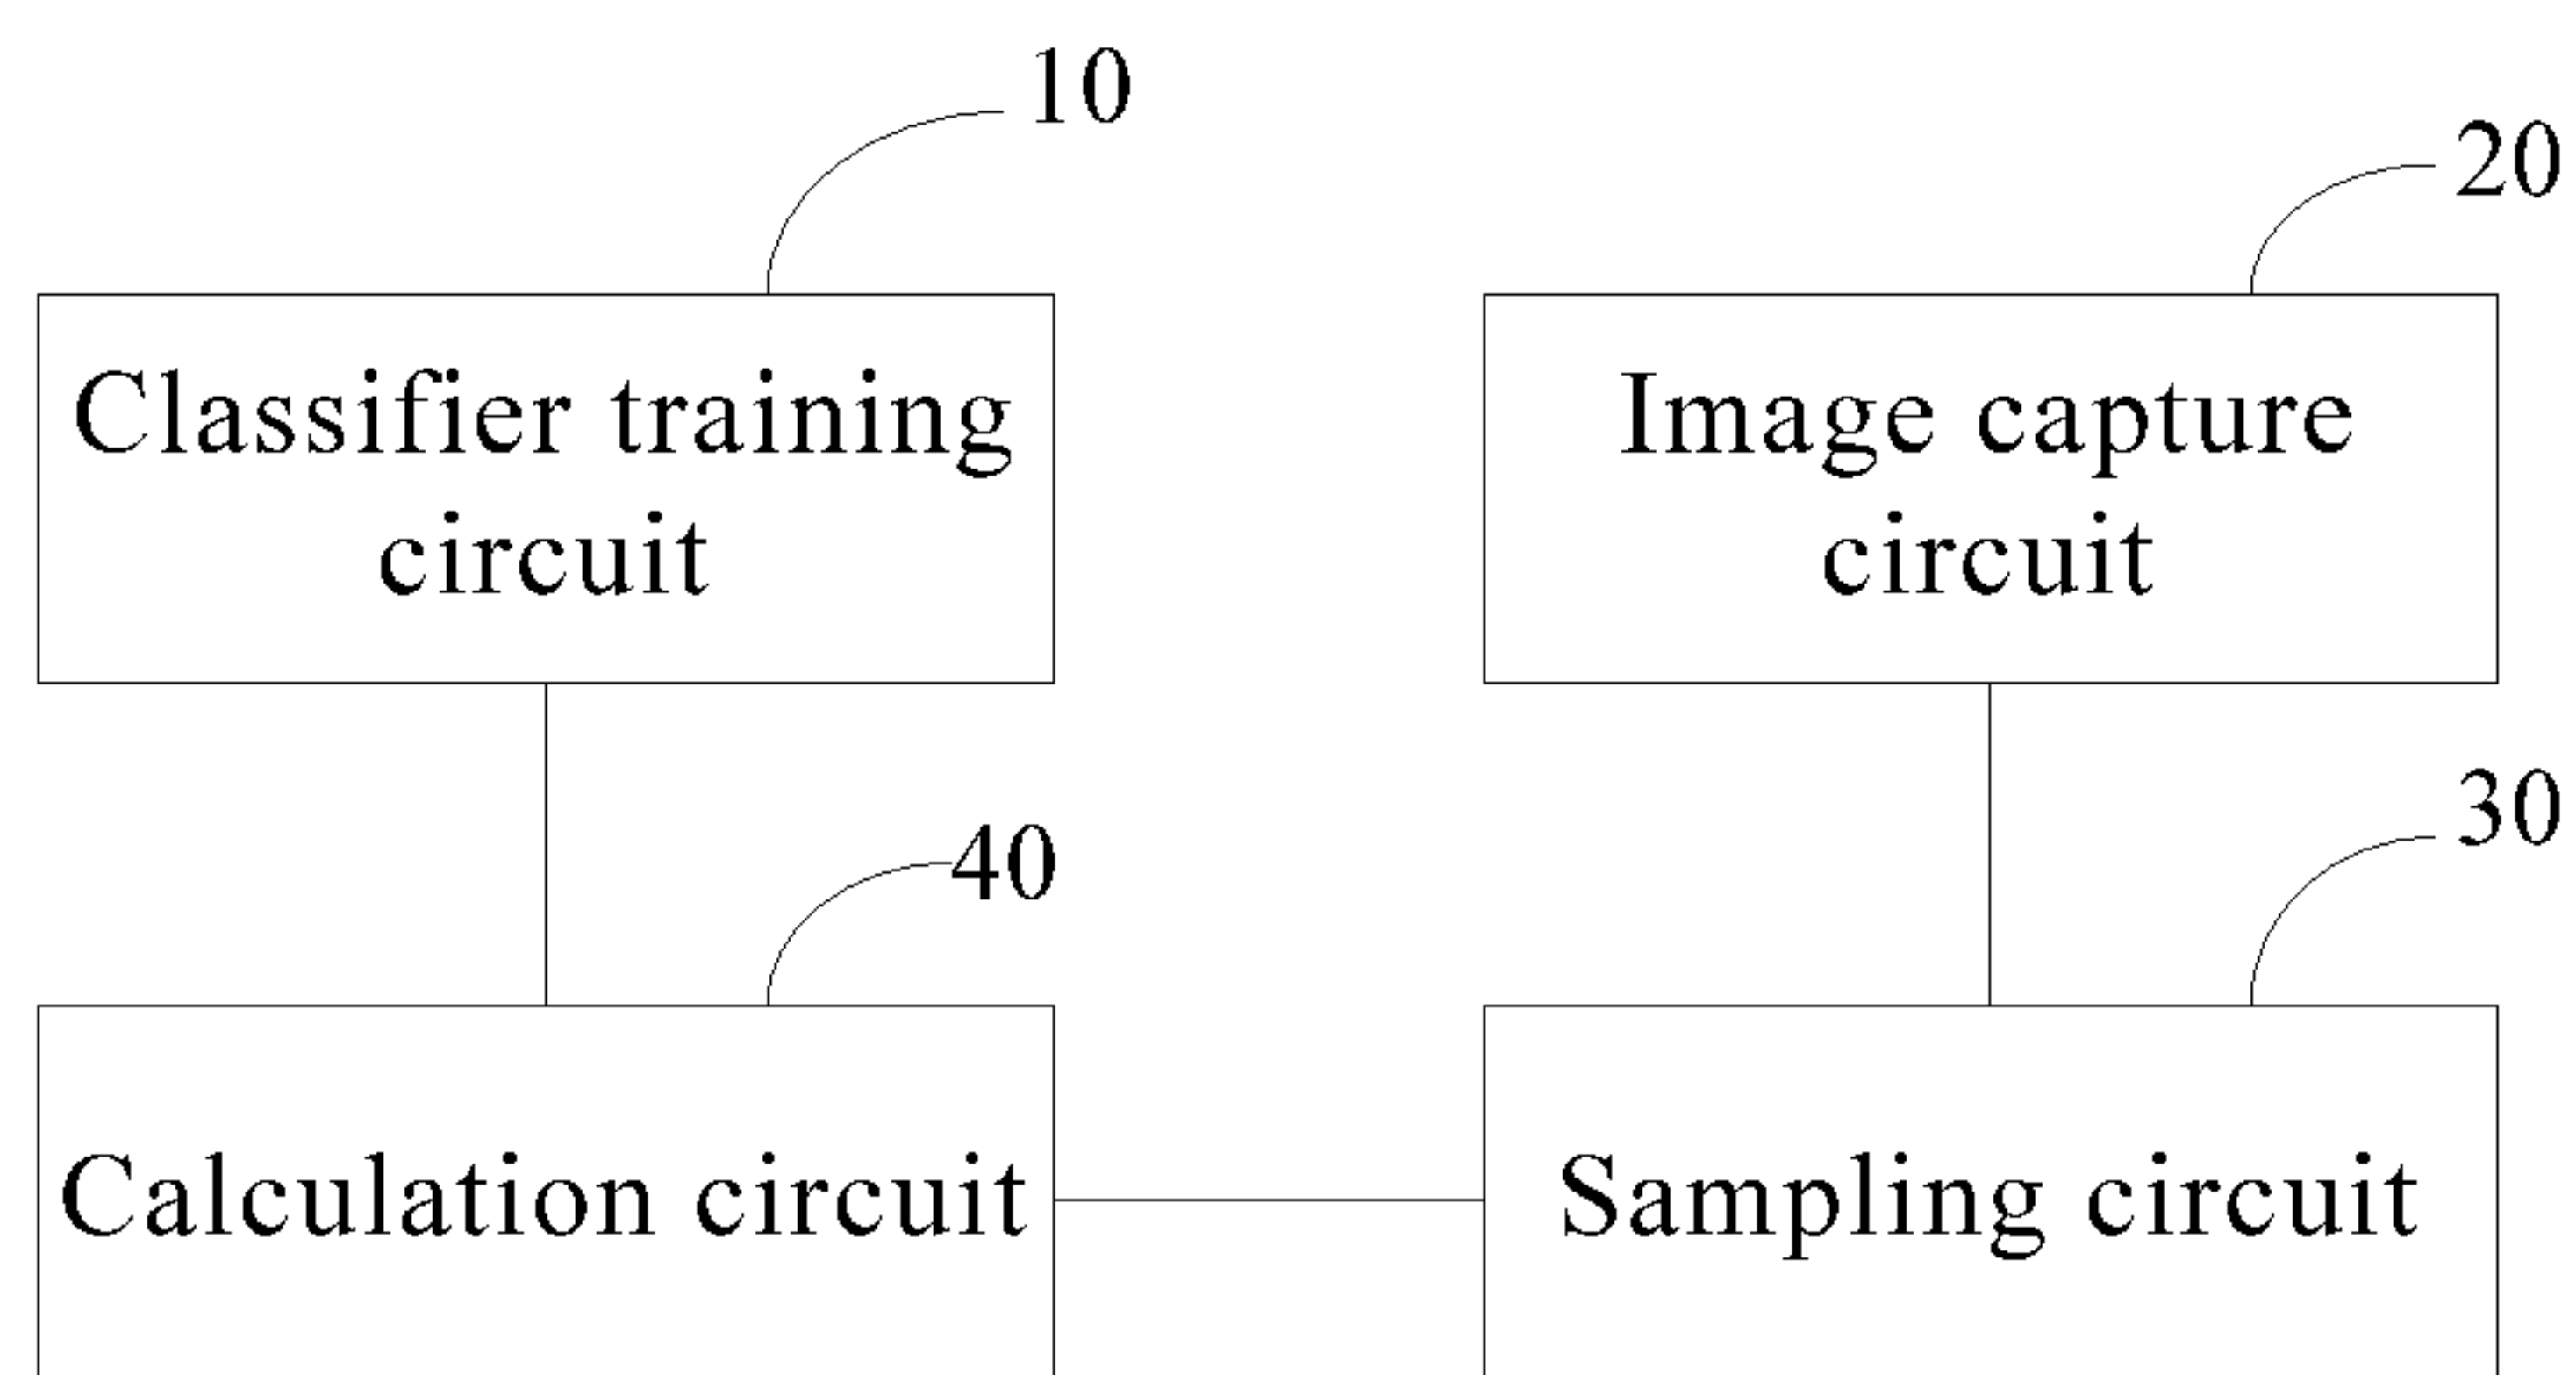 10
20
Classifier training
circuit
Image capture
circuit
40
30
Calculation circuit
Sampling circuit